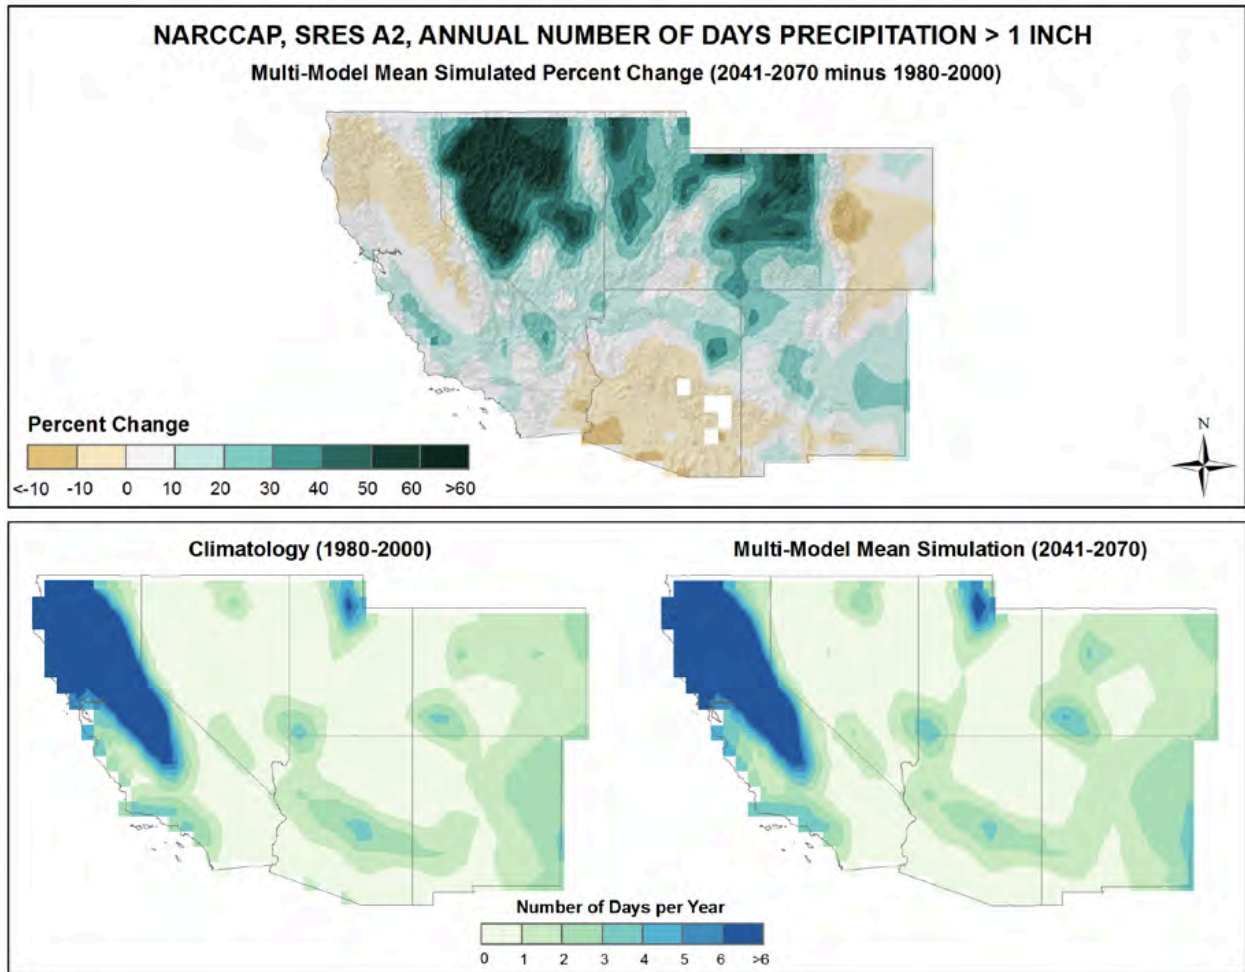 NARCCAP, SRES A2, ANNUAL NUMBER OF DAYS PRECIPITATION > 1 INCH
Multi-Model Mean Simulated Percent Change (2041-2070 minus 1980-2000)
Percent Change
<-10 -10 0 10 20 30 40 50 60 >60
N
Climatology (1980-2000)
Multi-Model Mean Simulation (2041-2070)
Number of Days per Year
0 1 2 3 4 5 6 >6